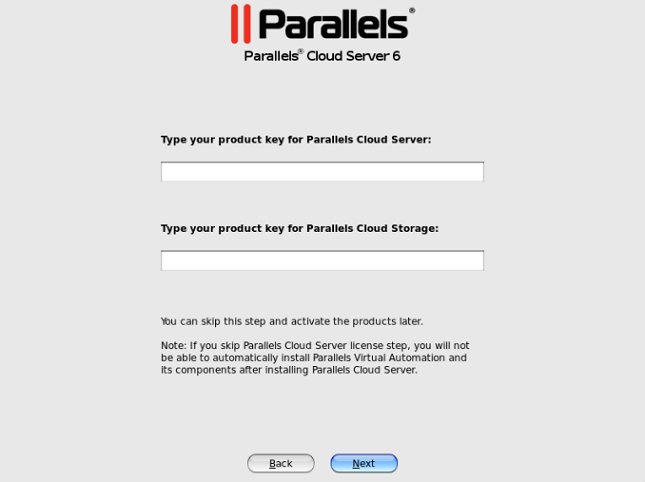 Parallels®
Parallels® Cloud Server 6
Type your product key for Parallels Cloud Server:
Type your product key for Parallels Cloud Storage:
You can skip this step and activate the products later.
Note: If you skip Parallels Cloud Server license step, you will not
be able to automatically install Parallels Virtual Automation and
its components after installing Parallels Cloud Server.
Back Next